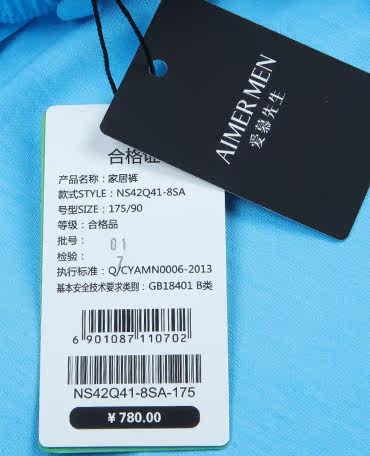 AIMER MEN
爱慕先生
合格证
产品名称：家居裤
款式STYLE：NS42Q41-8SA
号型SIZE：175/90
等级：合格品
批号： 01
检验： 7
执行标准：Q/CYAMN0006-2013
基本安全技术要求类别：GB18401 B类
6 901087 110702
NS42Q41-8SA-175
¥ 780.00